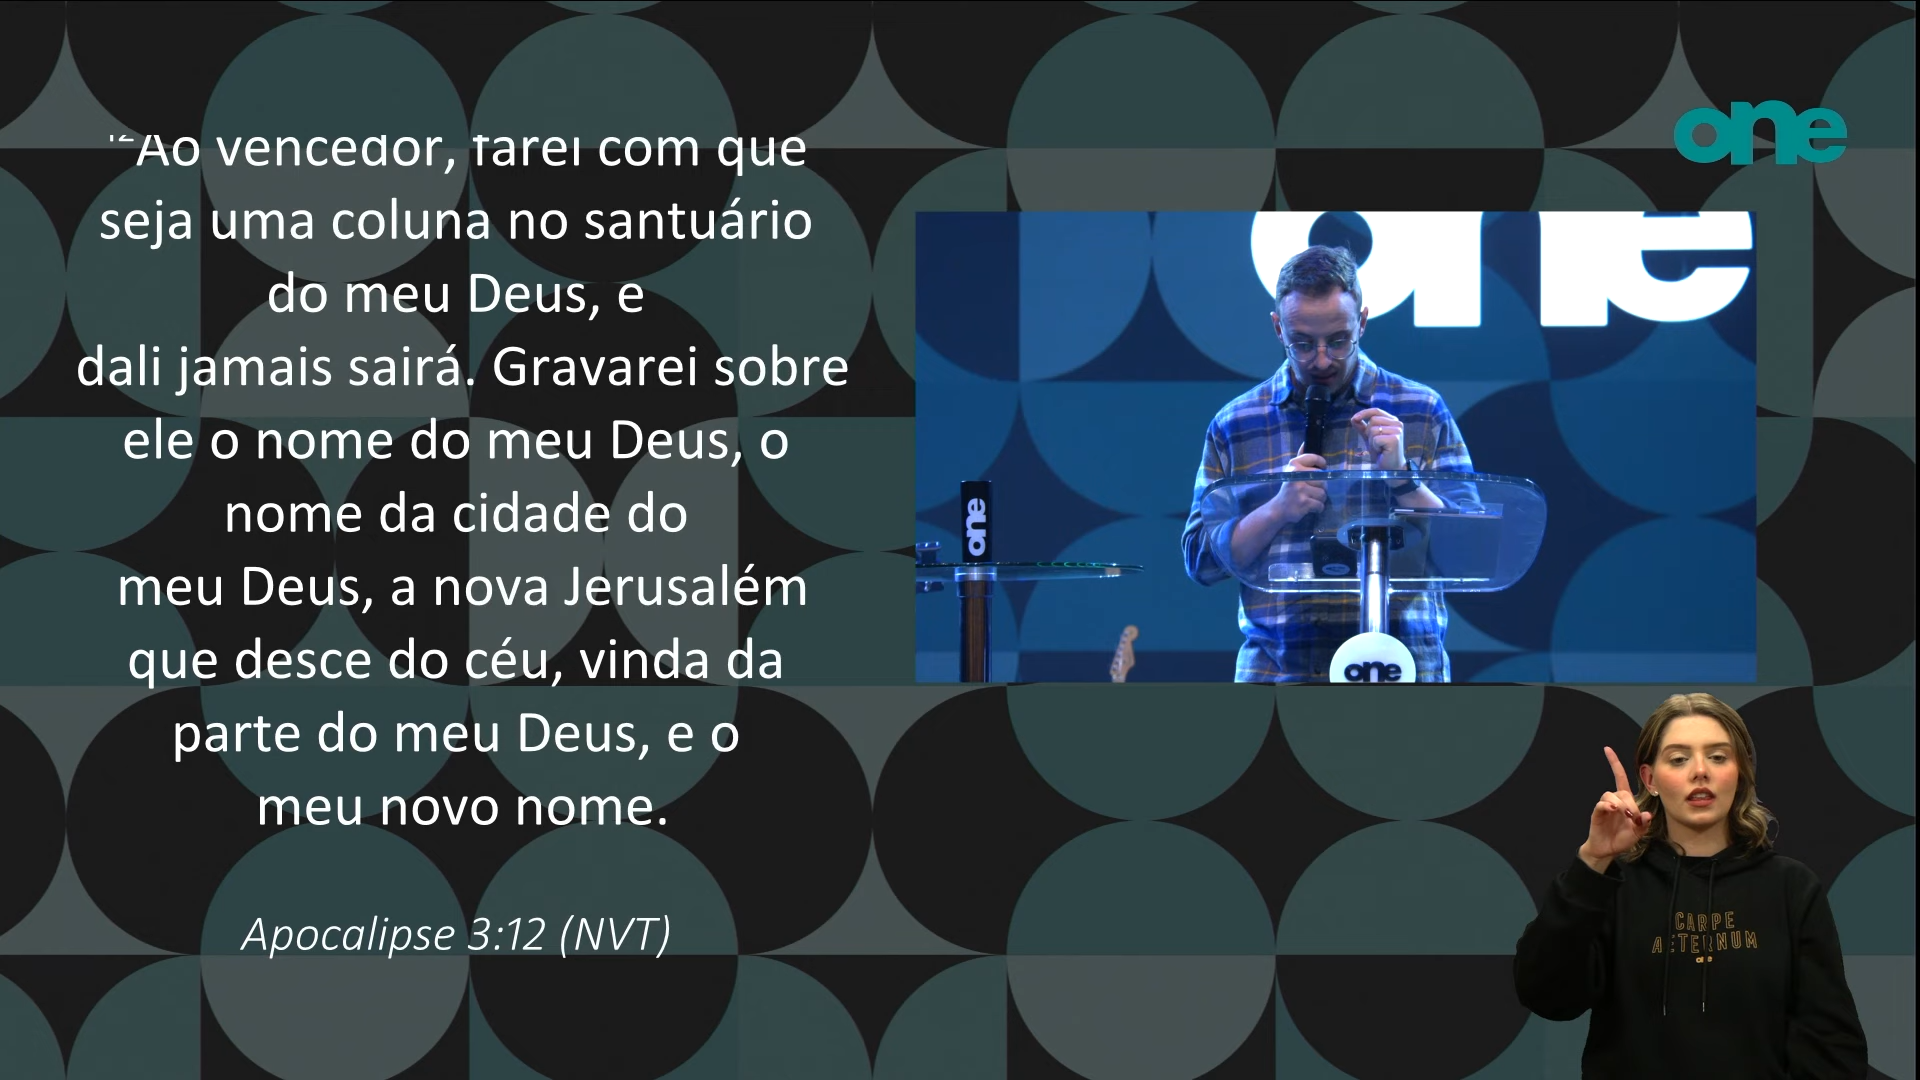 ¹²Ao vencedor, farei com que
seja uma coluna no santuário
do meu Deus, e
dali jamais sairá. Gravarei sobre
ele o nome do meu Deus, o
nome da cidade do
meu Deus, a nova Jerusalém
que desce do céu, vinda da
parte do meu Deus, e o
meu novo nome.
Apocalipse 3:12 (NVT)
one
one
one
one
CARPE
AETERNUM
one